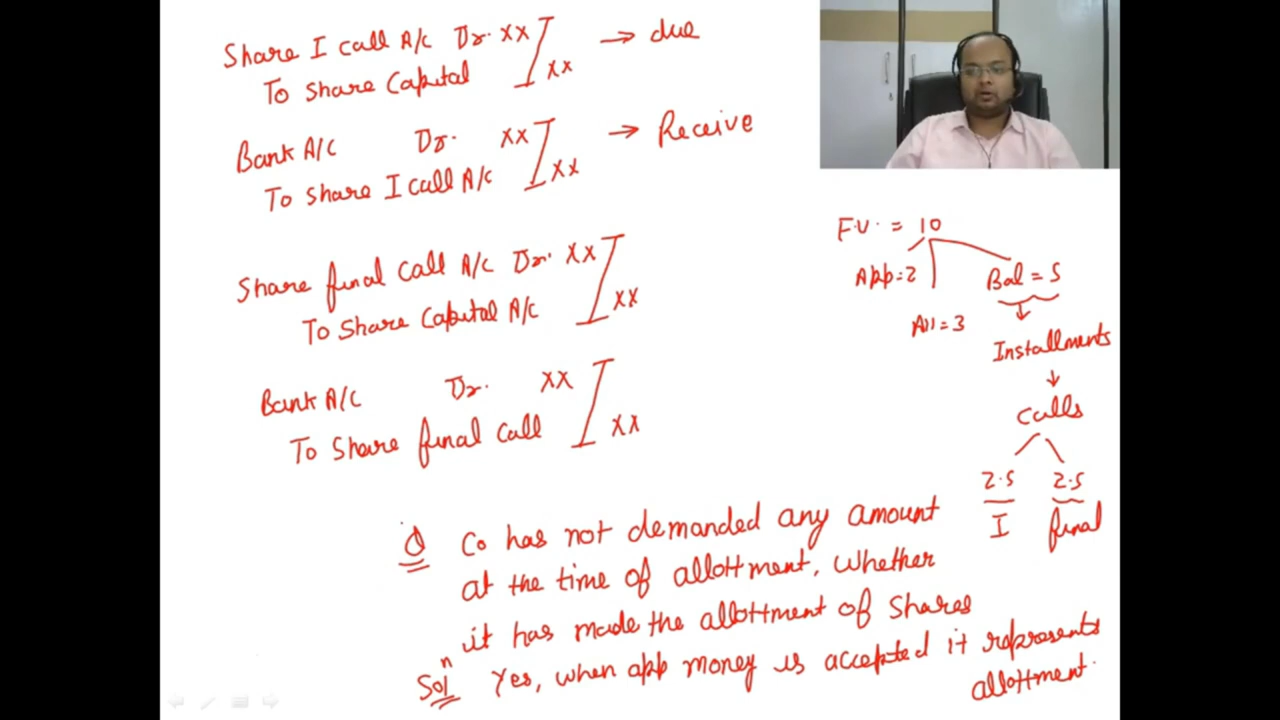 Share I call A/c Dr. xx
To Share Capital xx
→ due
Bank A/C Dr. xx
To Share I call A/c xx
→ Receive
Share final call A/c Dr. xx
To Share Capital A/c xx
Bank A/C Dr. xx
To Share final call xx
F.V. = 10
App = 2
All = 3
Bal = 5
Installments
Calls
2.5 2.5
I final
Q Co has not demanded any amount
at the time of allottment, whether
it has made the allottment of shares
Soln Yes, when app money is accepted it represents
allottment.